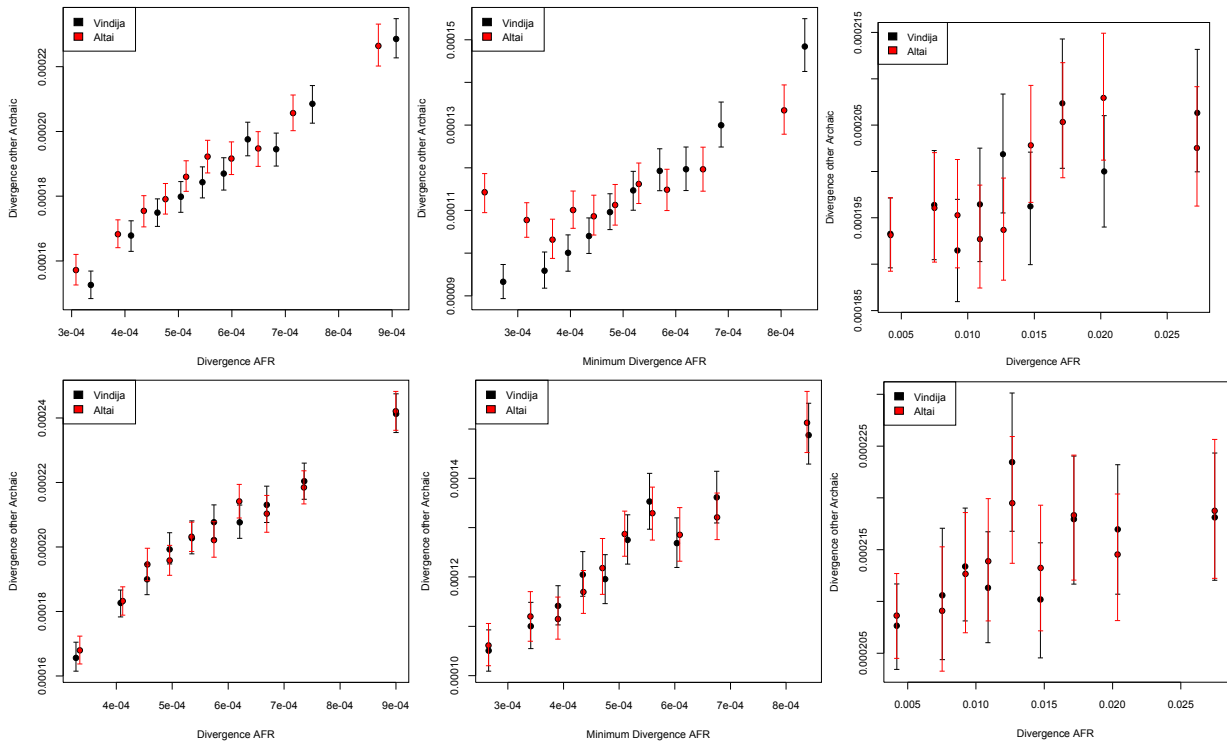 Vindija
Altai
Divergence other Archaic
0.00022
0.00020
0.00018
0.00016
3e-04 4e-04 5e-04 6e-04 7e-04 9e-04
Divergence AFR
Vindija
Altai
Divergence other Archaic
0.00015
0.00013
0.00011
0.00009
3e-04 4e-04 5e-04 6e-04 8e-04
Minimum Divergence AFR
Vindija
Altai
Divergence other Archaic
0.000215
0.000205
0.000195
0.000185
0.005 0.010 0.015 0.020 0.025
Divergence AFR
Vindija
Altai
Divergence other Archaic
0.00024
0.00022
0.00020
0.00018
0.00016
4e-04 5e-04 6e-04 7e-04 9e-04
Divergence AFR
Vindija
Altai
Divergence other Archaic
0.00014
0.00012
0.00010
3e-04 4e-04 5e-04 6e-04 8e-04
Minimum Divergence AFR
Vindija
Altai
Divergence other Archaic
0.000225
0.000215
0.000205
0.005 0.010 0.015 0.020 0.025
Divergence AFR